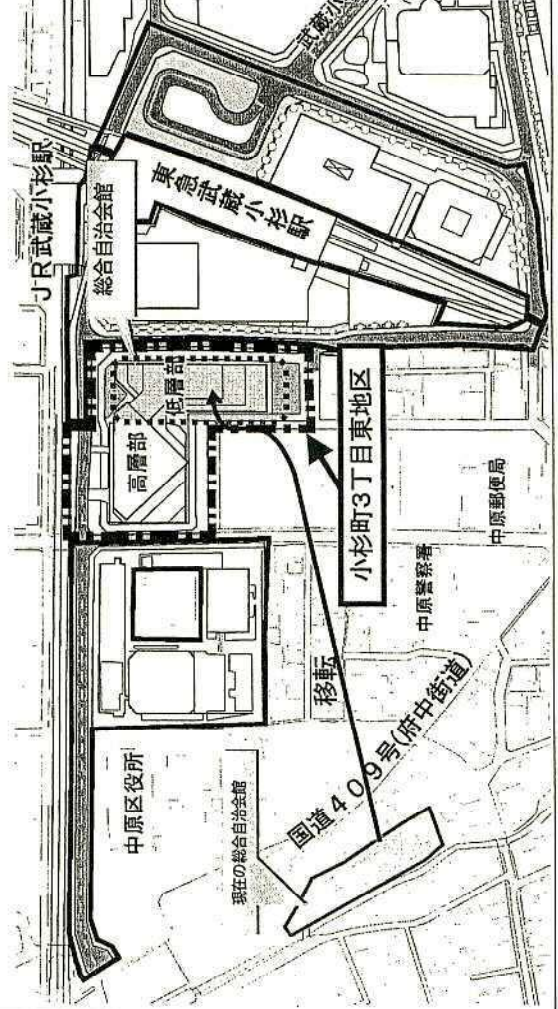 JR武蔵小杉駅
総合自治会館
東急武蔵小杉駅
武蔵小
低層部
高層部
小杉町3丁目東地区
中原郵便局
中原警察署
移転
国道409号(府中街道)
中原区役所
現在の総合自治会館